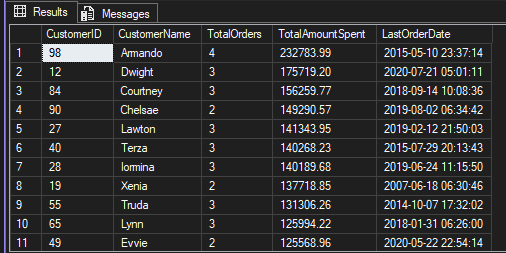 Results Messages
CustomerID CustomerName TotalOrders TotalAmountSpent LastOrderDate
1 98 Armando 4 232783.99 2015-05-10 23:37:14
2 12 Dwight 3 175719.20 2020-07-21 05:01:11
3 84 Courtney 3 156259.77 2018-09-14 10:08:36
4 90 Chelsae 2 149290.57 2019-08-02 06:34:42
5 27 Lawton 3 141343.95 2019-02-12 21:50:03
6 40 Terza 3 140268.23 2015-07-29 20:13:43
7 28 Iormina 3 140189.68 2019-06-24 11:15:50
8 19 Xenia 2 137718.85 2007-06-18 06:30:46
9 55 Truda 3 131306.26 2014-10-07 17:32:02
10 65 Lynn 3 125994.22 2018-01-31 06:26:00
11 49 Evvie 2 125568.96 2020-05-22 22:54:14